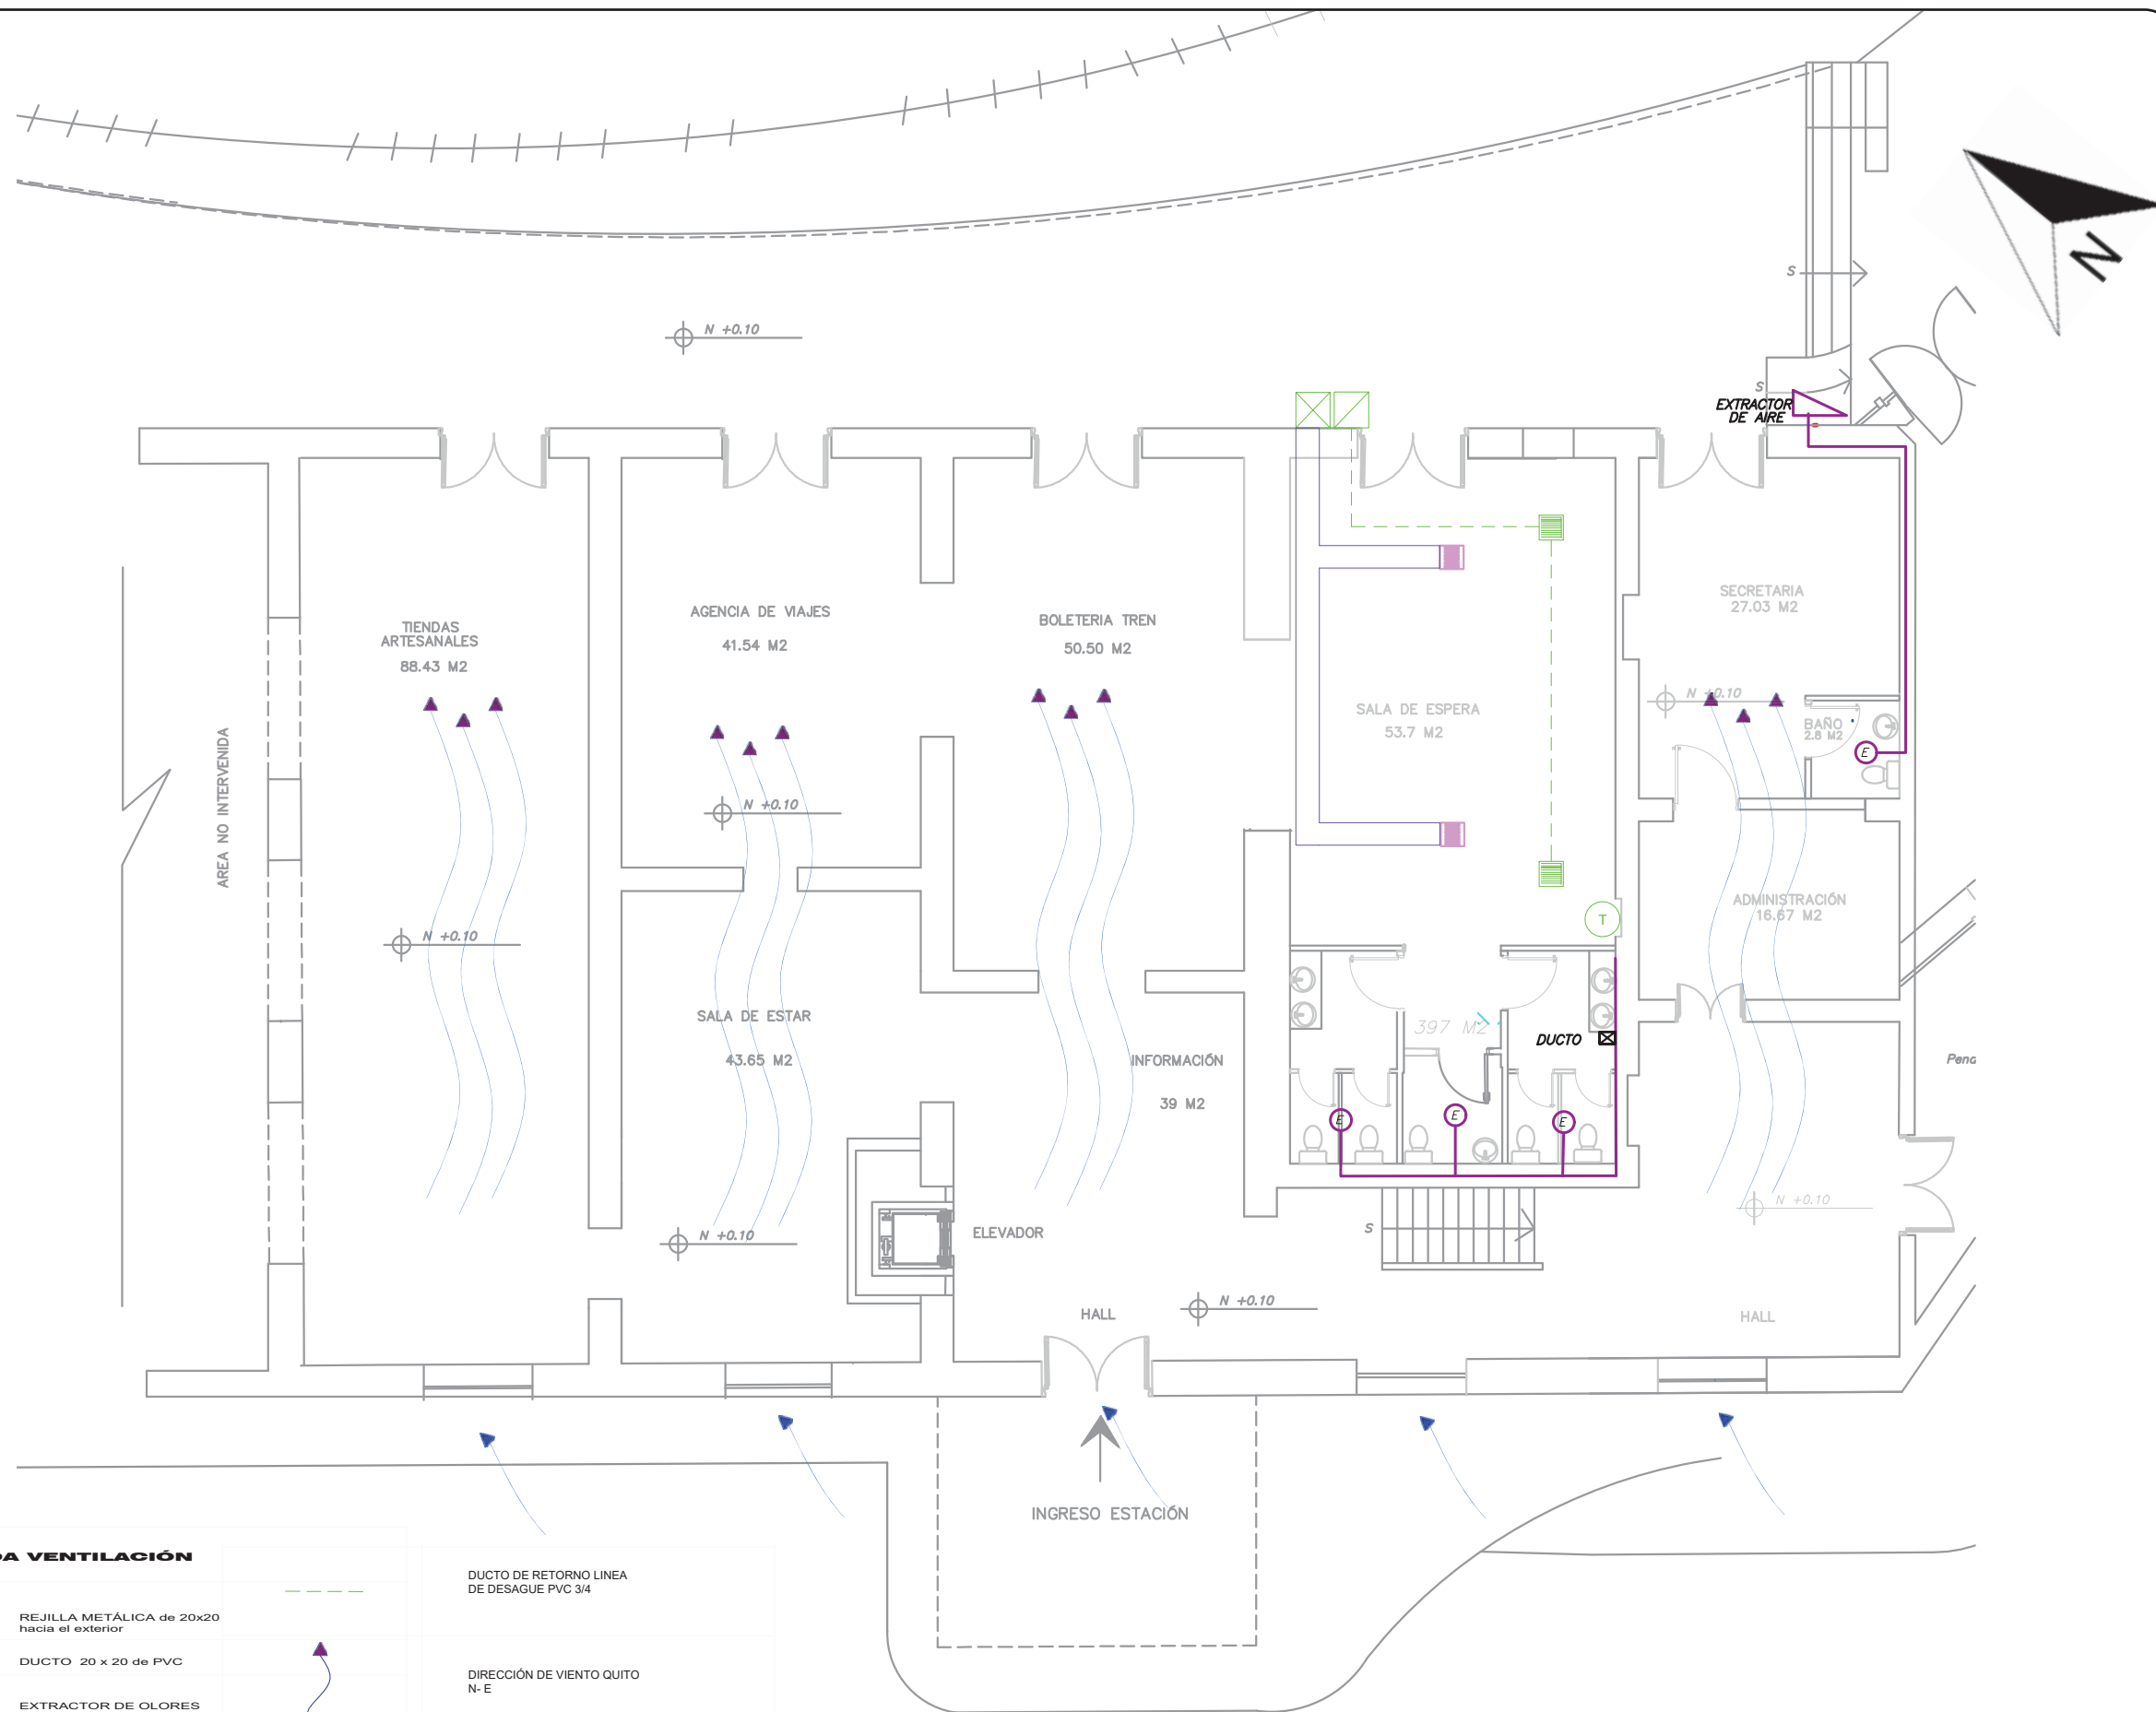 N
S
N +0.10
S
EXTRACTOR
DE AIRE
TIENDAS
ARTESANALES
88.43 M2
AGENCIA DE VIAJES
41.54 M2
BOLETERIA TREN
50.50 M2
SALA DE ESPERA
53.7 M2
SECRETARIA
27.03 M2
N +0.10
BAÑO
2.8 M2
E
AREA NO INTERVENIDA
N +0.10
N +0.10
T
ADMINISTRACIÓN
16.67 M2
SALA DE ESTAR
43.65 M2
INFORMACIÓN
39 M2
397 M2
DUCTO
E
E
E
N +0.10
N +0.10
ELEVADOR
S
HALL
N +0.10
HALL
INGRESO ESTACIÓN
VENTILACIÓN
REJILLA METÁLICA de 20x20
hacia el exterior
DUCTO 20 x 20 de PVC
EXTRACTOR DE OLORES
DUCTO DE RETORNO LINEA
DE DESAGUE PVC 3/4
DIRECCIÓN DE VIENTO QUITO
N- E